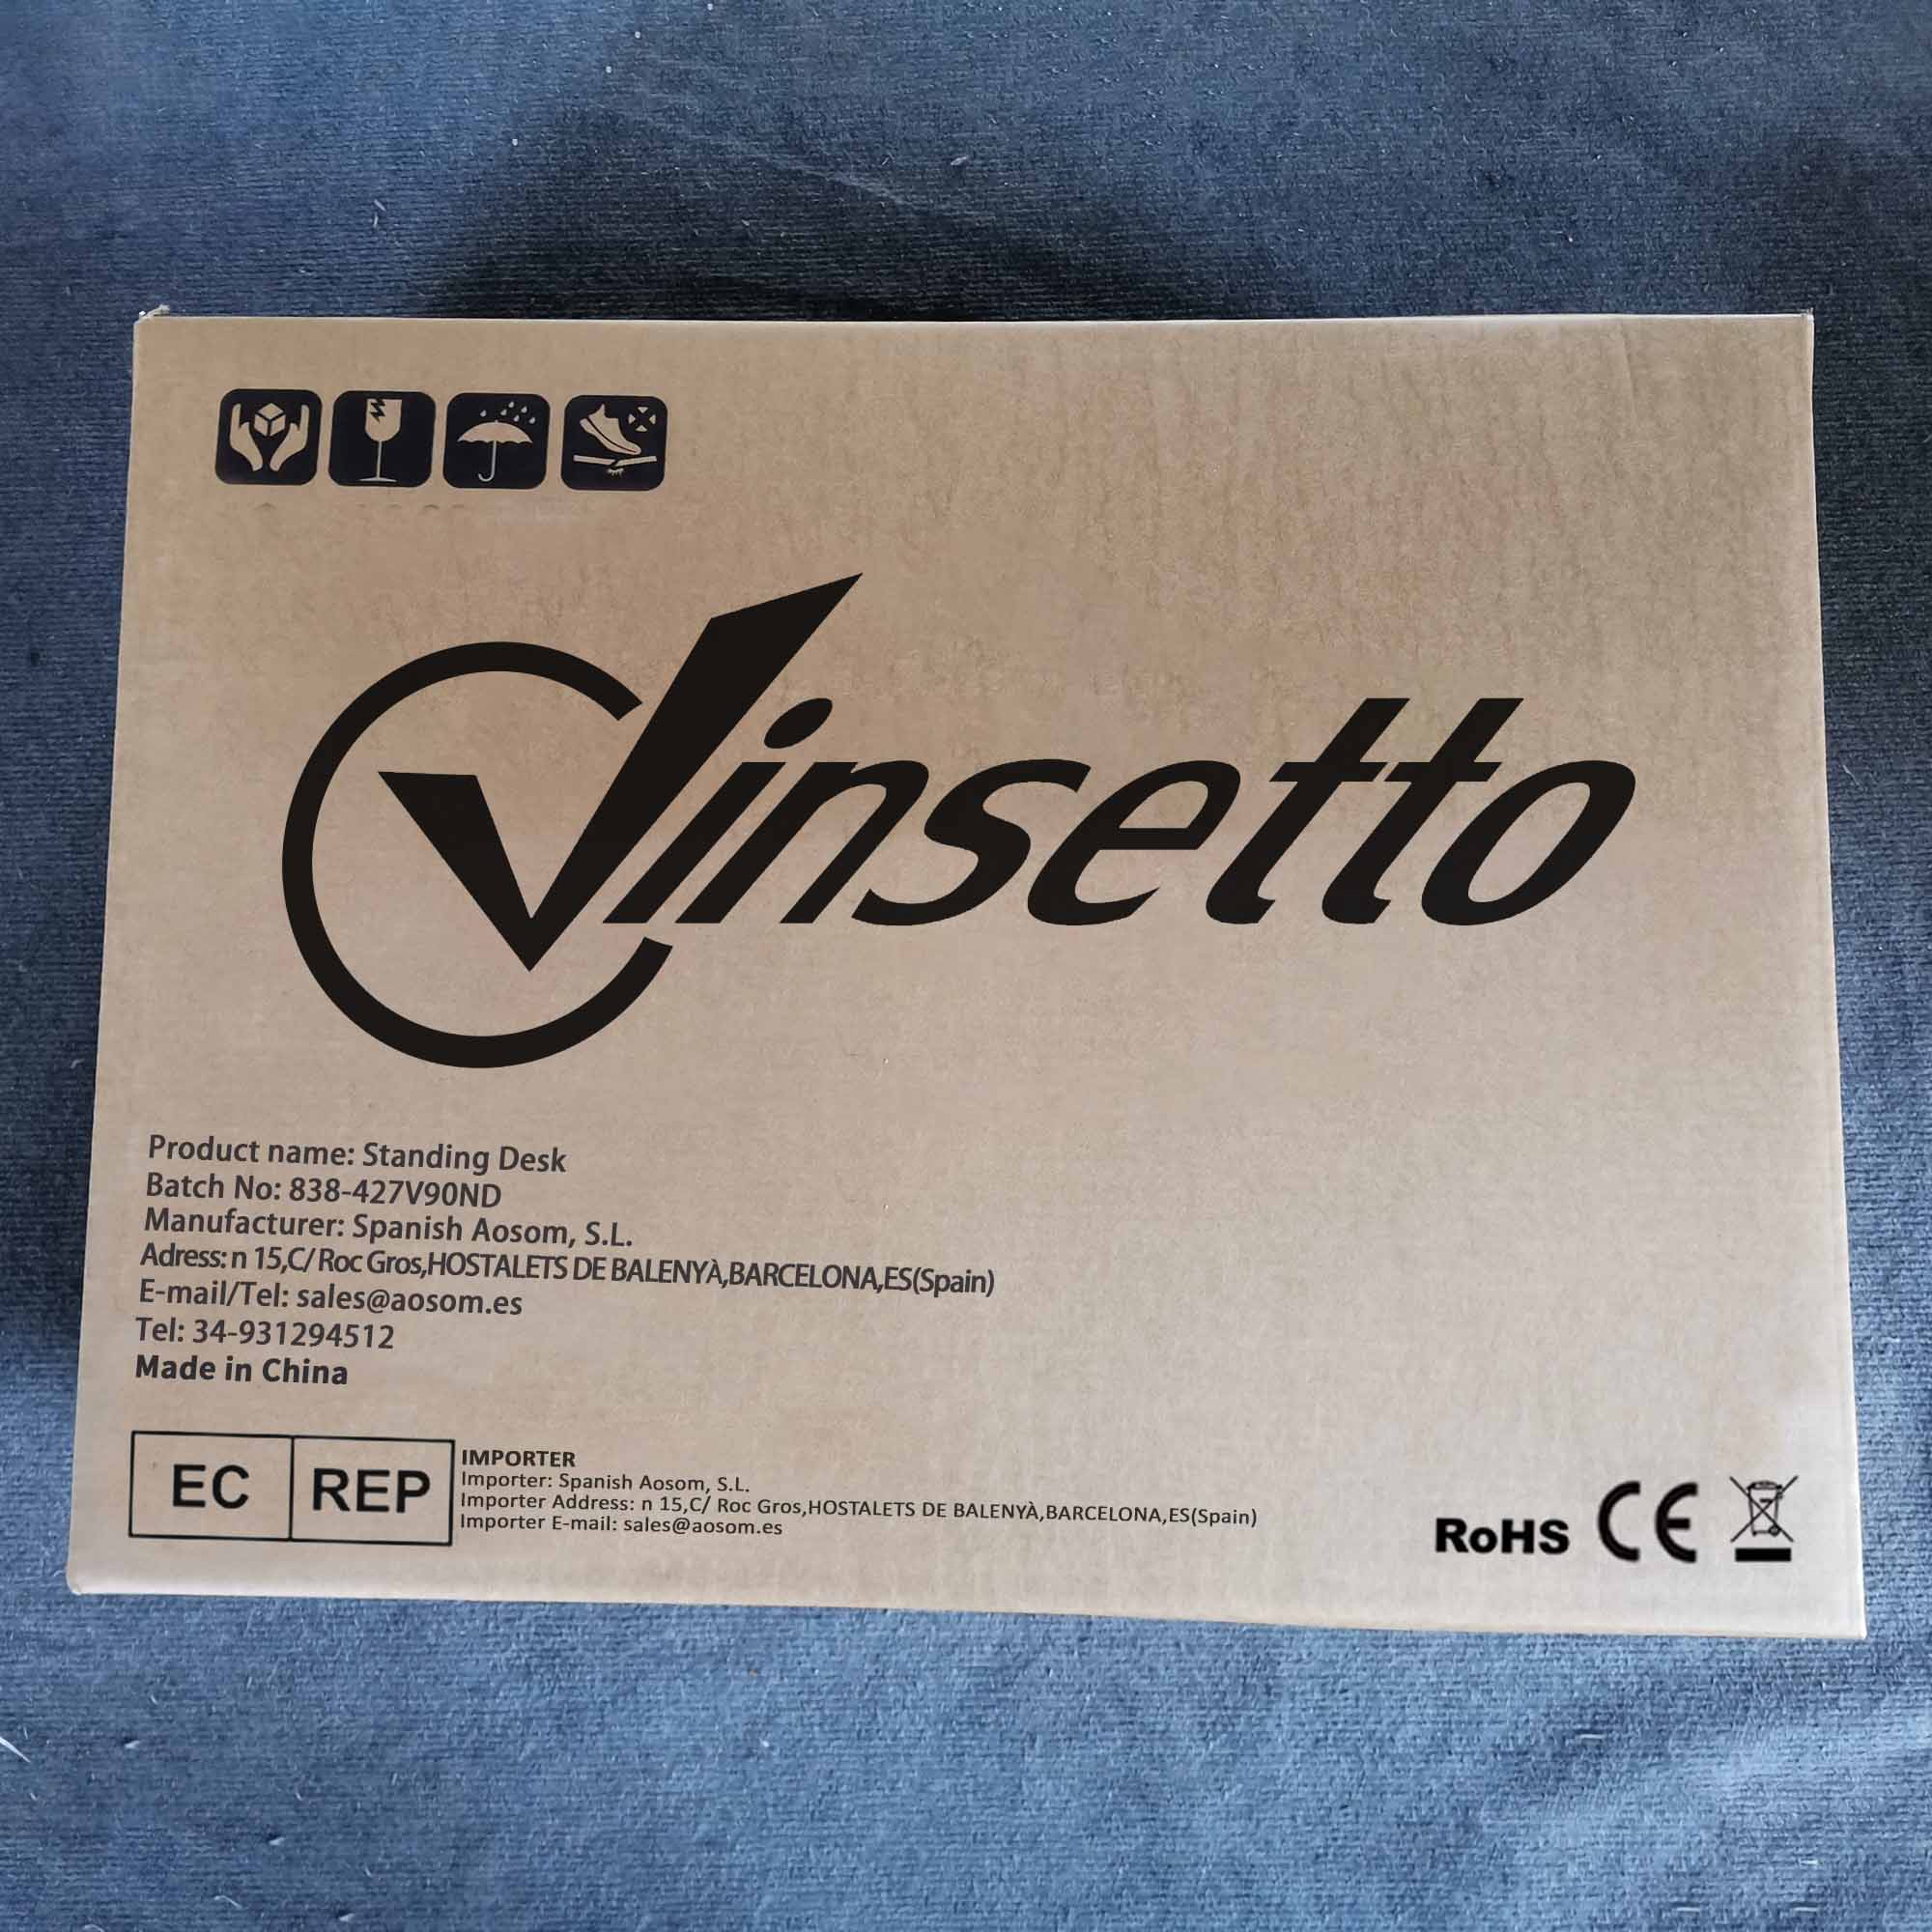 Vinsetto
Product name: Standing Desk
Batch No: 838-427V90ND
Manufacturer: Spanish Aosom, S.L.
Adress: n 15,C/ Roc Gros,HOSTALETS DE BALENYÀ,BARCELONA,ES(Spain)
E-mail/Tel: sales@aosom.es
Tel: 34-931294512
Made in China
EC REP
IMPORTER
Importer: Spanish Aosom, S.L.
Importer Address: n 15,C/ Roc Gros,HOSTALETS DE BALENYÀ,BARCELONA,ES(Spain)
Importer E-mail: sales@aosom.es
RoHS CE